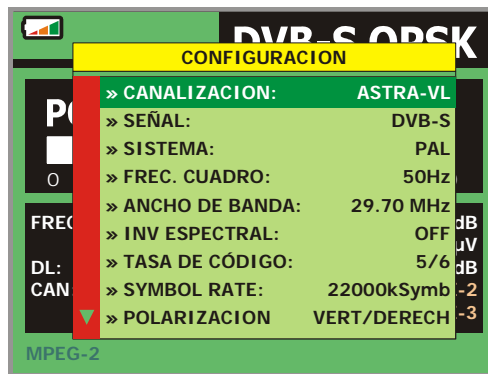 DVB-S QPSK
CONFIGURACION
» CANALIZACION: ASTRA-VL
» SEÑAL: DVB-S
» SISTEMA: PAL
» FREC. CUADRO: 50Hz
» ANCHO DE BANDA: 29.70 MHz
» INV ESPECTRAL: OFF
» TASA DE CÓDIGO: 5/6
» SYMBOL RATE: 22000kSymb
» POLARIZACION VERT/DERECH
0
dB
µV
DL: dB
CAN: -2
-3
MPEG-2